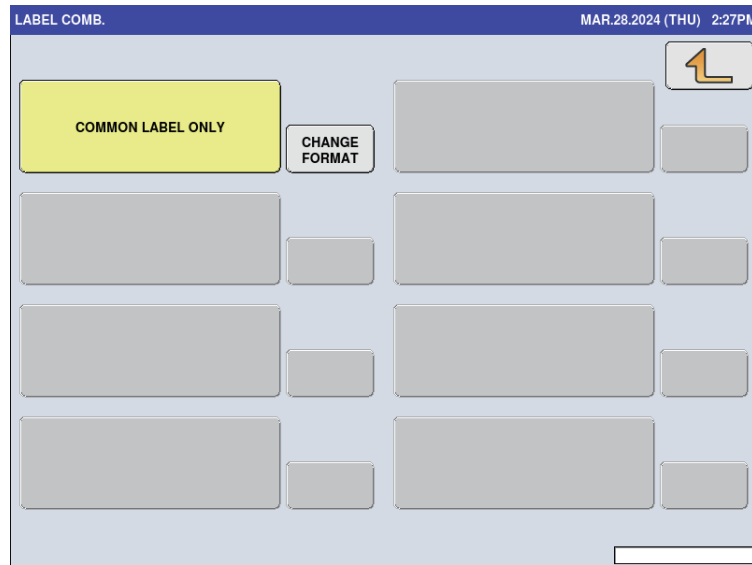 LABEL COMB.
MAR.28.2024 (THU) 2:27PM
COMMON LABEL ONLY
CHANGE
FORMAT